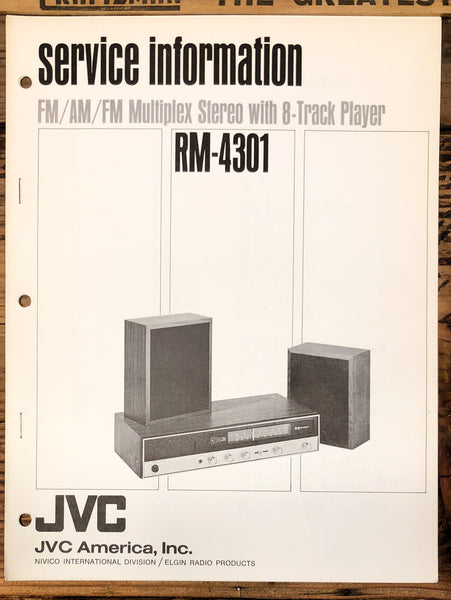 THE GREATEST
service information
FM/AM/FM Multiplex Stereo with 8-Track Player
RM-4301
JVC
JVC America, Inc.
NIVICO INTERNATIONAL DIVISION / ELGIN RADIO PRODUCTS